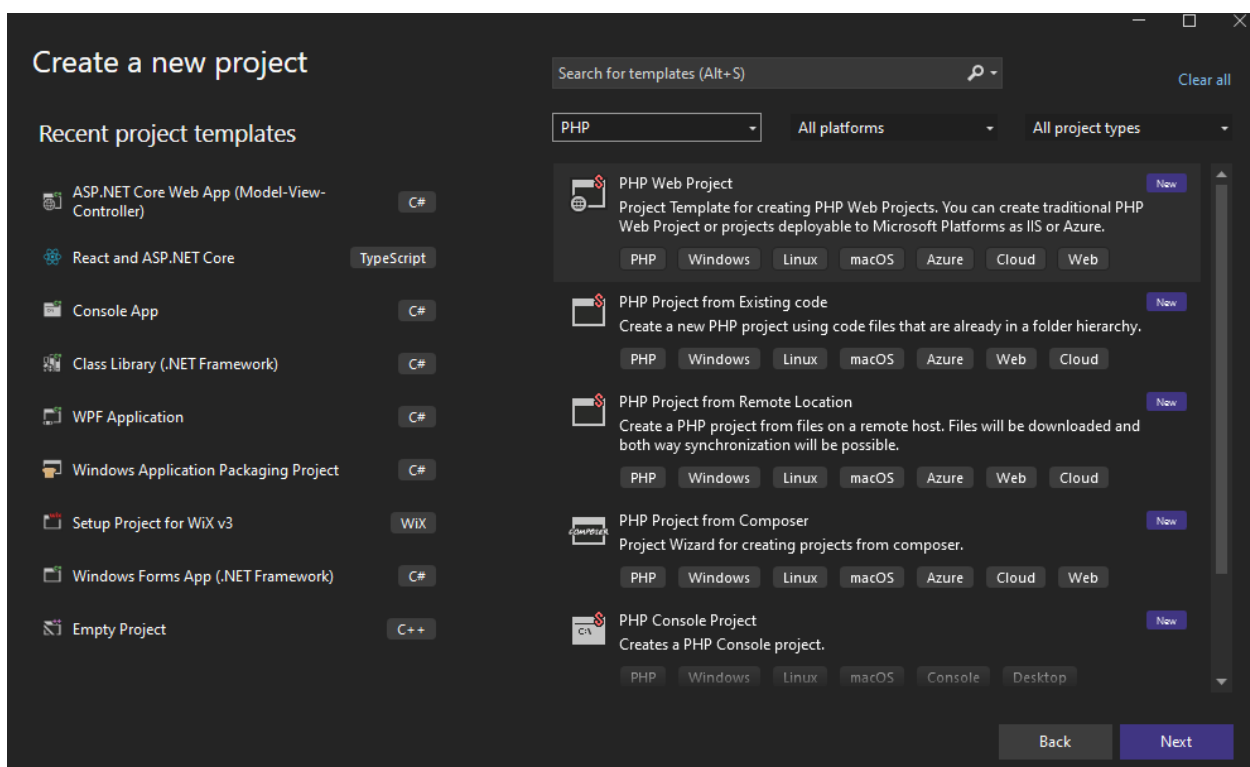 Create a new project
Search for templates (Alt+S)
Clear all
Recent project templates
PHP
All platforms
All project types
ASP.NET Core Web App (Model-View-
Controller)
C#
React and ASP.NET Core
TypeScript
Console App
C#
Class Library (.NET Framework)
C#
WPF Application
C#
Windows Application Packaging Project
C#
Setup Project for WiX v3
WiX
Windows Forms App (.NET Framework)
C#
Empty Project
C++
PHP Web Project
New
Project Template for creating PHP Web Projects. You can create traditional PHP
Web Project or projects deployable to Microsoft Platforms as IIS or Azure.
PHP Windows Linux macOS Azure Cloud Web
PHP Project from Existing code
New
Create a new PHP project using code files that are already in a folder hierarchy.
PHP Windows Linux macOS Azure Web Cloud
PHP Project from Remote Location
New
Create a PHP project from files on a remote host. Files will be downloaded and
both way synchronization will be possible.
PHP Windows Linux macOS Azure Web Cloud
COMPOSER
PHP Project from Composer
New
Project Wizard for creating projects from composer.
PHP Windows Linux macOS Azure Cloud Web
C:\
PHP Console Project
New
Creates a PHP Console project.
PHP Windows Linux macOS Console Desktop
Back
Next